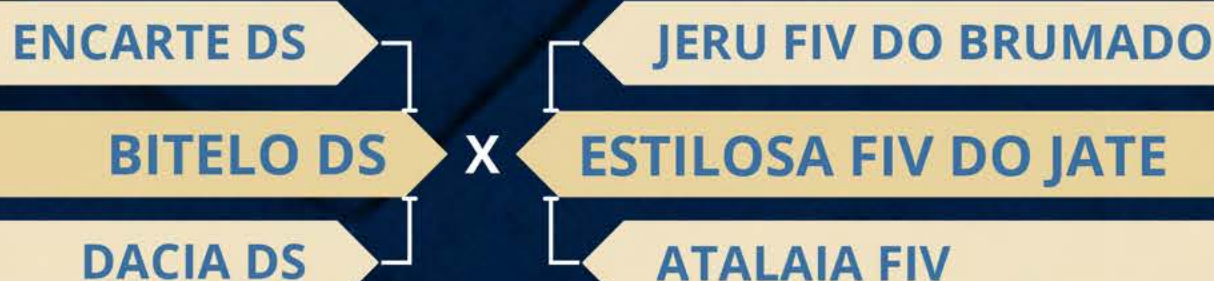 ENCARTE DS
JERU FIV DO BRUMADO
BITELO DS X ESTILOSA FIV DO JATE
DACIA DS
ATALAIA FIV